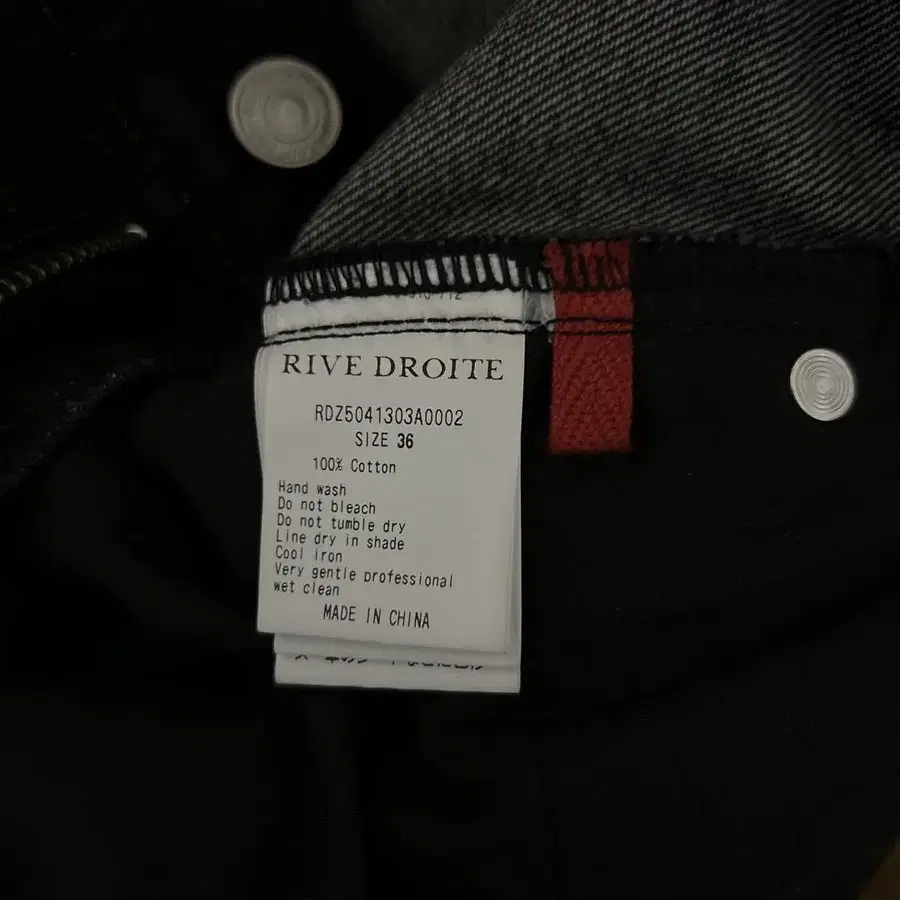 RIVE DROITE
RDZ5041303A0002
SIZE 36
100% Cotton
Hand wash
Do not bleach
Do not tumble dry
Line dry in shade
Cool iron
Very gentle professional
wet clean
MADE IN CHINA